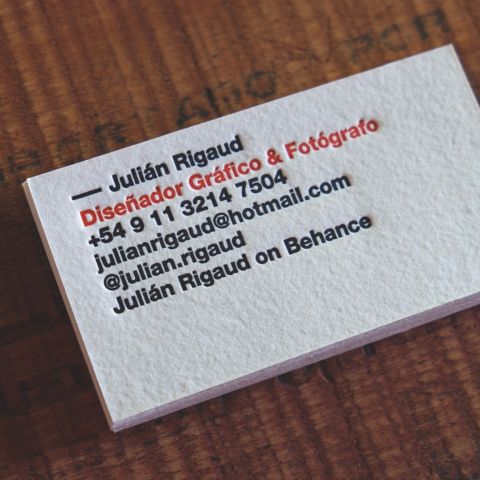 — Julián Rigaud
Diseñador Gráfico & Fotógrafo
+54 9 11 3214 7504
julianrigaud@hotmail.com
@julian.rigaud
Julián Rigaud on Behance